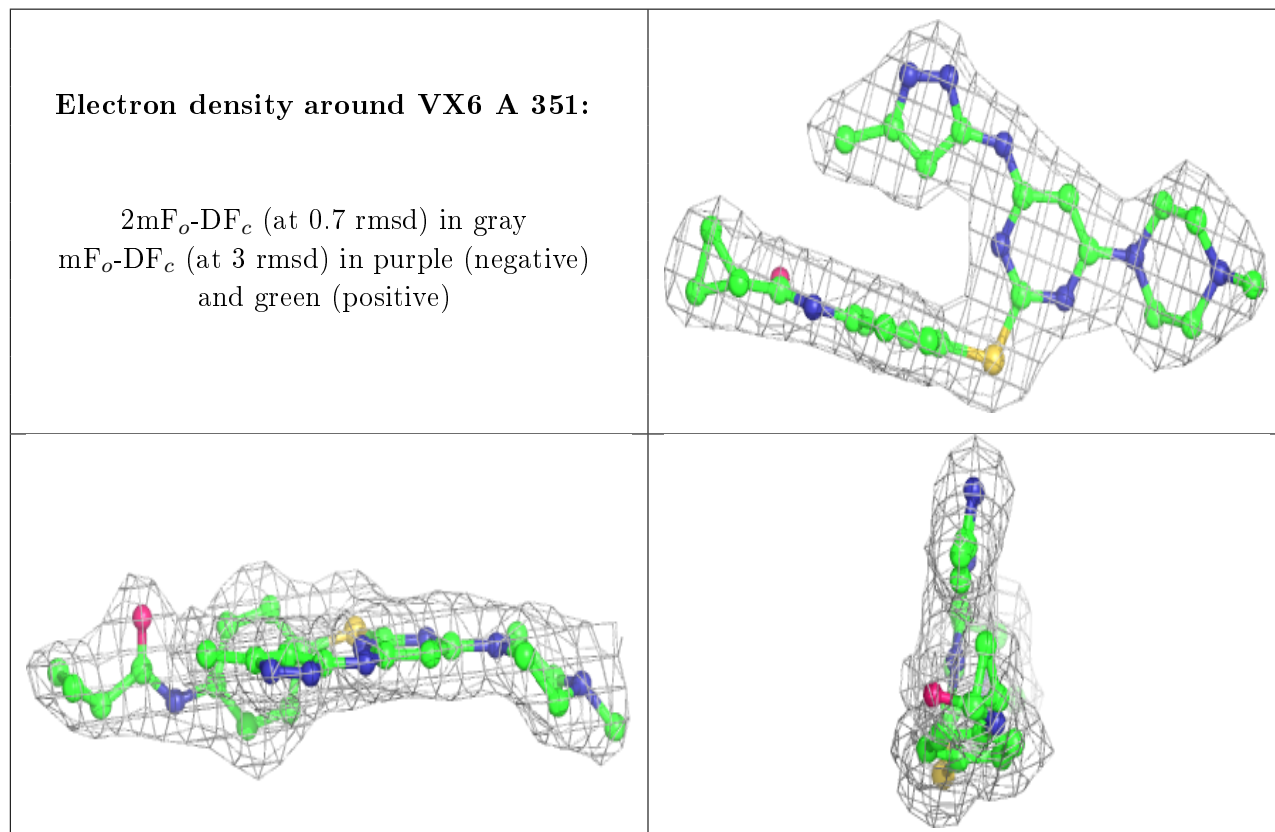 Electron density around VX6 A 351:
2mFₒ-DF𝒸 (at 0.7 rmsd) in gray
mFₒ-DF𝒸 (at 3 rmsd) in purple (negative)
and green (positive)